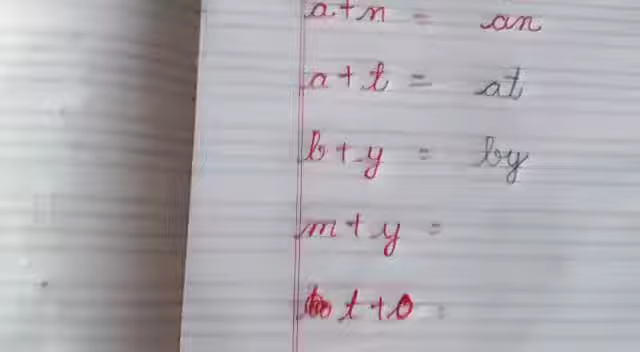 a+n = an
a+t = at
b+y = by
m+y =
t+o =